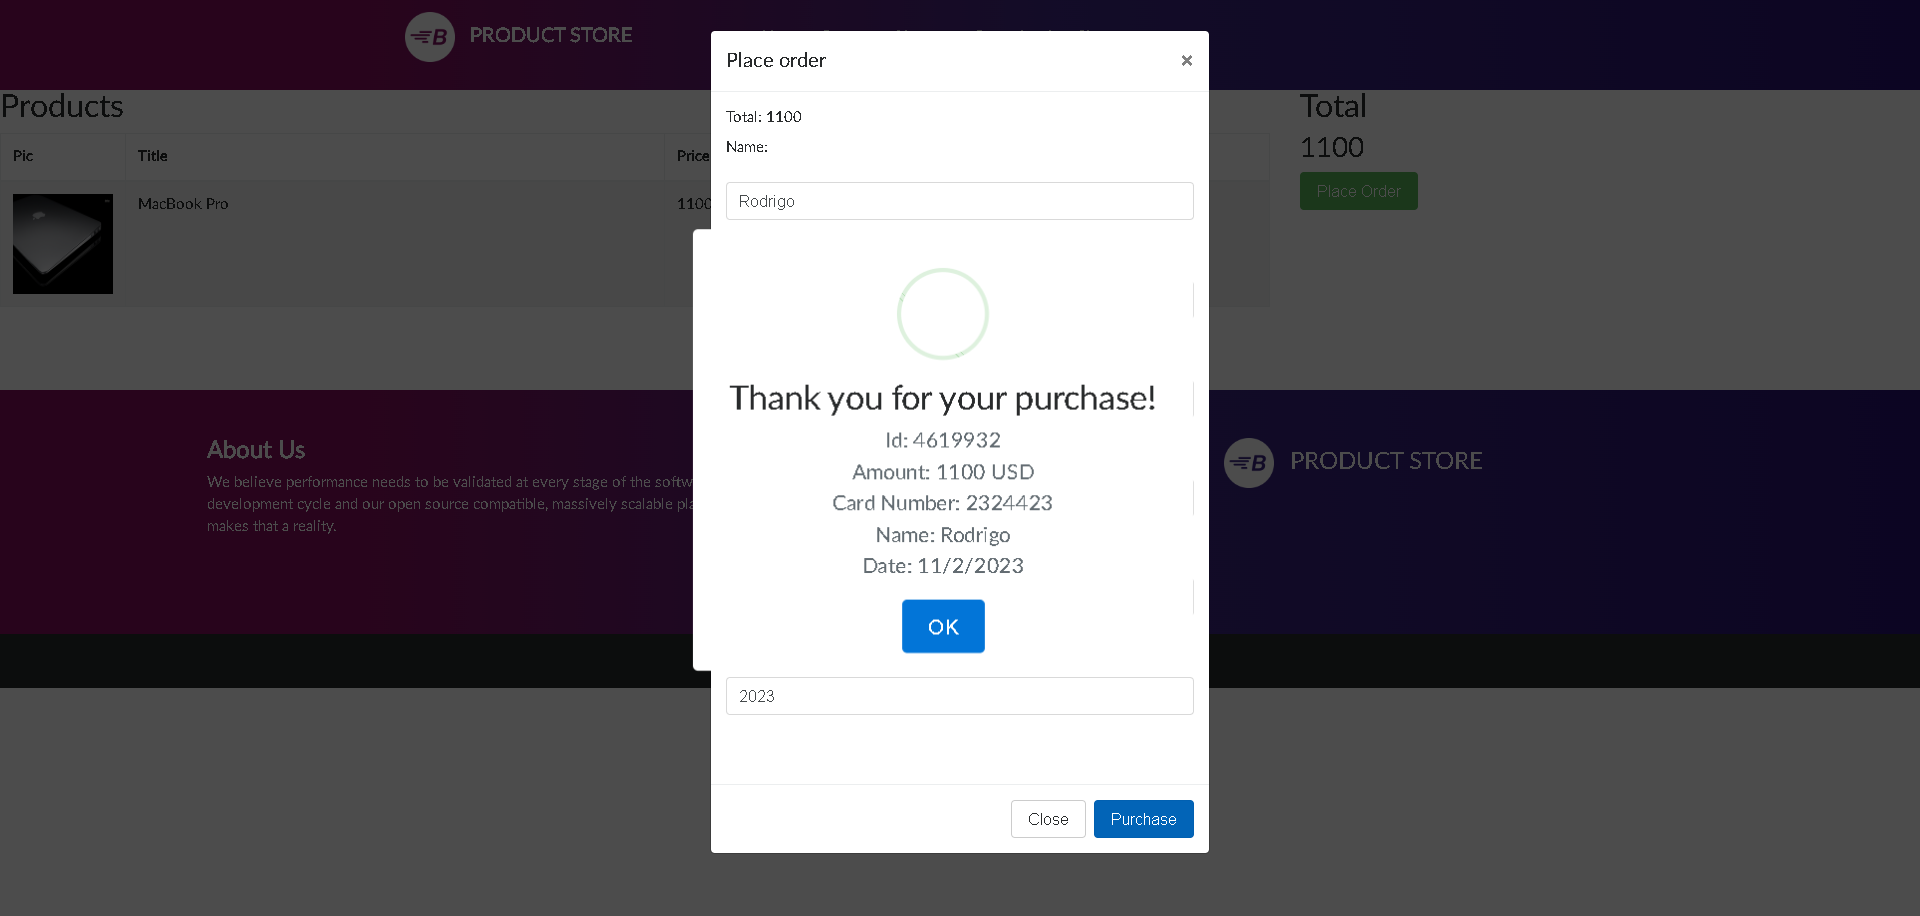 PRODUCT STORE
Place order
×
Total: 1100
Name:
Rodrigo
Products
Pic
Title
Price
MacBook Pro
1100
Total
1100
Place Order
Thank you for your purchase!
Id: 4619932
Amount: 1100 USD
Card Number: 2324423
Name: Rodrigo
Date: 11/2/2023
OK
2023
Close
Purchase
About Us
We believe performance needs to be validated at every stage of the softw
development cycle and our open source compatible, massively scalable pla
makes that a reality.
B PRODUCT STORE